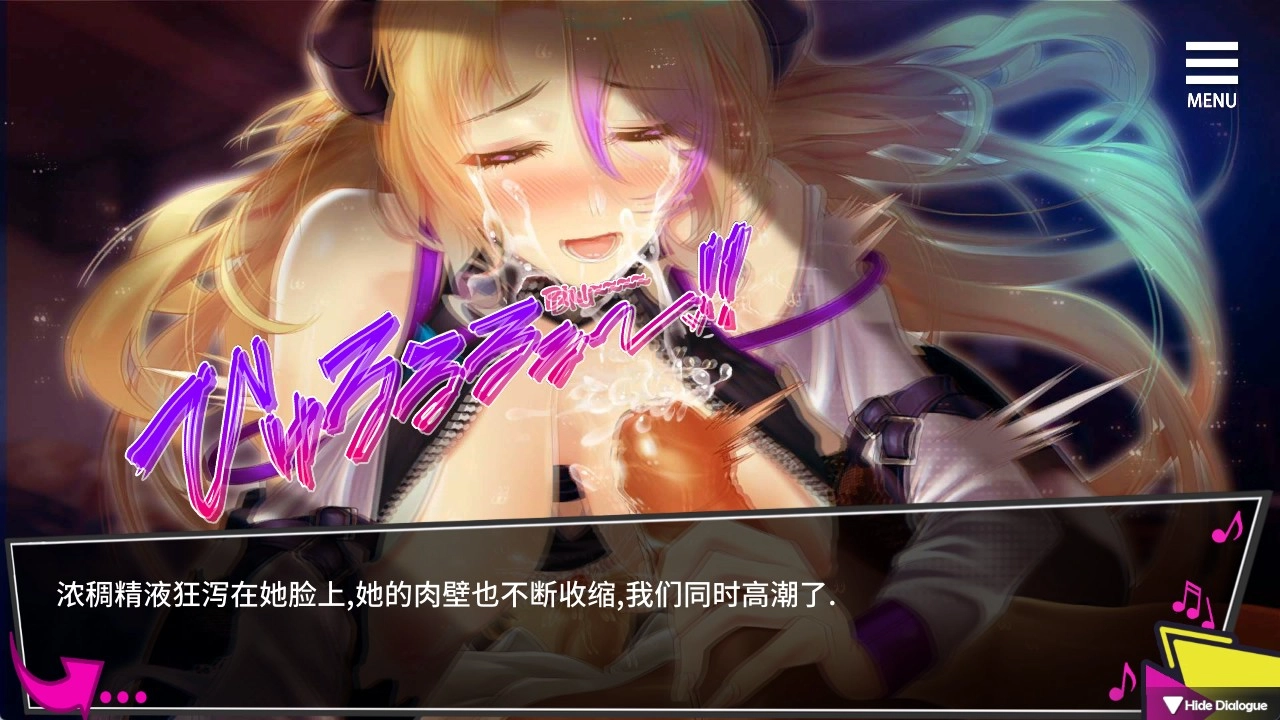 MENU
びゅるるるぅ～ッ!!
浓稠精液狂泻在她脸上,她的肉壁也不断收缩,我们同时高潮了.
Hide Dialogue